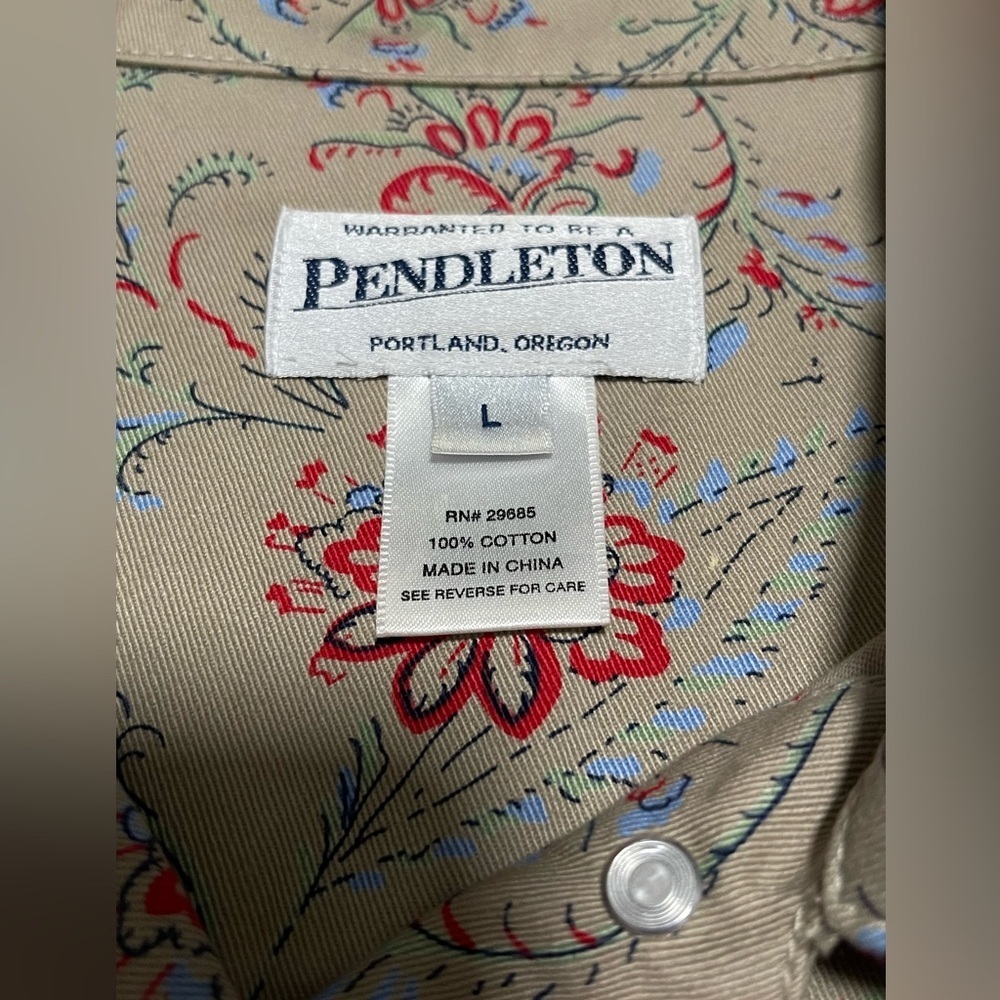 WARRANTED TO BE A
PENDLETON
PORTLAND, OREGON
L
RN# 29685
100% COTTON
MADE IN CHINA
SEE REVERSE FOR CARE